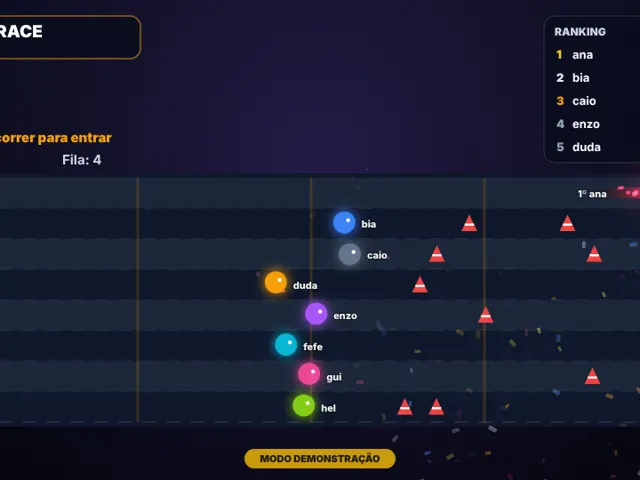 RACE
correr para entrar
Fila: 4
RANKING
1 ana
2 bia
3 caio
4 enzo
5 duda
1º ana
bia
caio
duda
enzo
fefe
gui
hel
MODO DEMONSTRAÇÃO